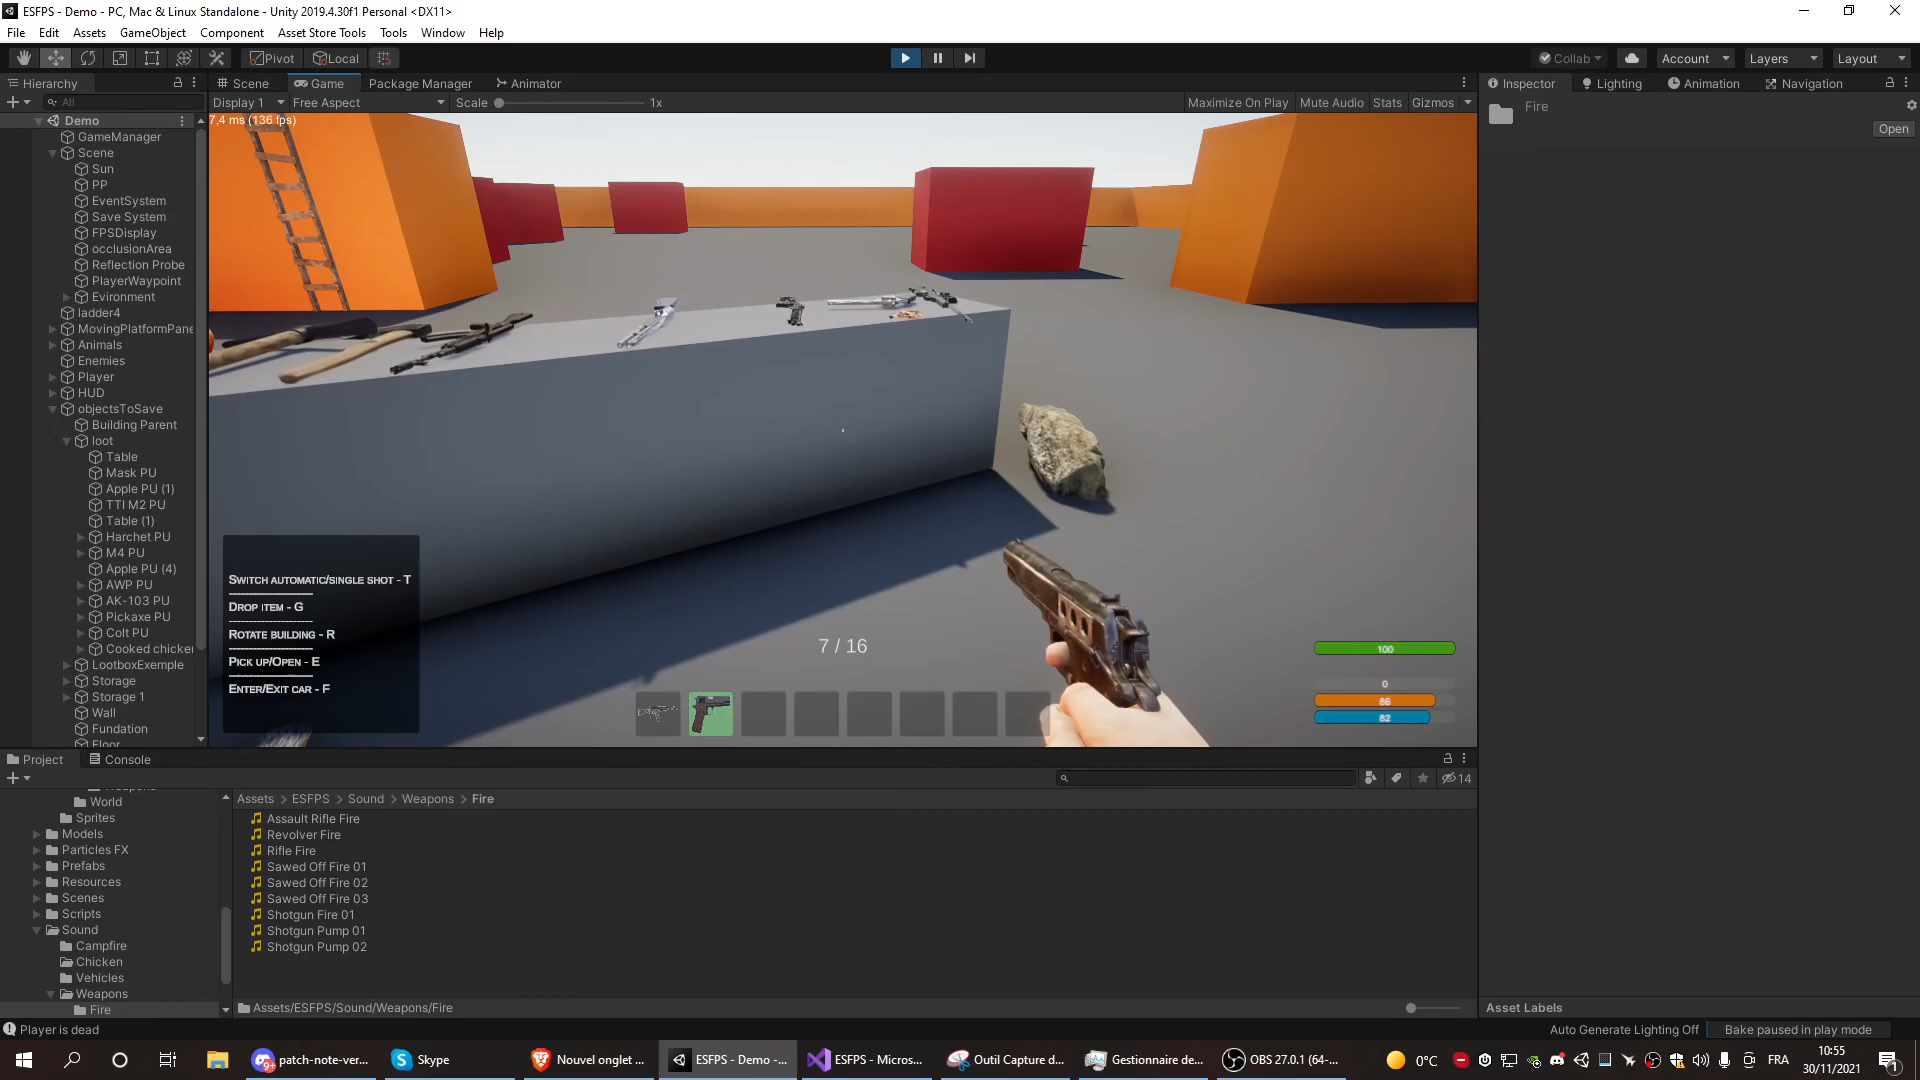 ESFPS - Demo - PC, Mac & Linux Standalone - Unity 2019.4.30f1 Personal <DX11>
File Edit Assets GameObject Component Asset Store Tools Tools Window Help
Pivot Local Collab Account Layers Layout
Hierarchy Scene Game Package Manager Animator Inspector Lighting Animation Navigation
All Display 1 Free Aspect Scale 1x Maximize On Play Mute Audio Stats Gizmos Fire
Open
7,4 ms (136 fps)
Demo
GameManager
Scene
Sun
PP
EventSystem
Save System
FPSDisplay
occlusionArea
Reflection Probe
PlayerWaypoint
Evironment
ladder4
MovingPlatformPane
Animals
Enemies
Player
HUD
objectsToSave
Building Parent
loot
Table
Mask PU
Apple PU (1)
TTI M2 PU
Table (1)
Harchet PU
M4 PU
Apple PU (4)
AWP PU
AK-103 PU
Pickaxe PU
Colt PU
Cooked chicken
LootboxExemple
Storage
Storage 1
Wall
Fundation
Floor
Switch automatic/single shot - T
Drop item - G
Rotate building - R
Pick up/Open - E
Enter/Exit car - F
7 / 16
100
0
86
82
Project Console
14
World
Sprites
Models
Particles FX
Prefabs
Resources
Scenes
Scripts
Sound
Campfire
Chicken
Vehicles
Weapons
Fire
Assets > ESFPS > Sound > Weapons > Fire
Assault Rifle Fire
Revolver Fire
Rifle Fire
Sawed Off Fire 01
Sawed Off Fire 02
Sawed Off Fire 03
Shotgun Fire 01
Shotgun Pump 01
Shotgun Pump 02
Assets/ESFPS/Sound/Weapons/Fire
Asset Labels
Player is dead
Auto Generate Lighting Off Bake paused in play mode
9+ patch-note-ver... Skype Nouvel onglet ... ESFPS - Demo -... ESFPS - Micros... Outil Capture d... Gestionnaire de... OBS 27.0.1 (64-... 0°C FRA 10:55
30/11/2021 1